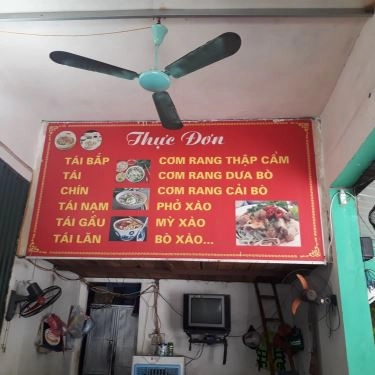 Thực Đơn
TÁI BẮP
TÁI
CHÍN
TÁI NẠM
TÁI GẦU
TÁI LĂN
CƠM RANG THẬP CẨM
CƠM RANG DƯA BÒ
CƠM RANG CẢI BÒ
PHỞ XÀO
MỲ XÀO
BÒ XÀO...